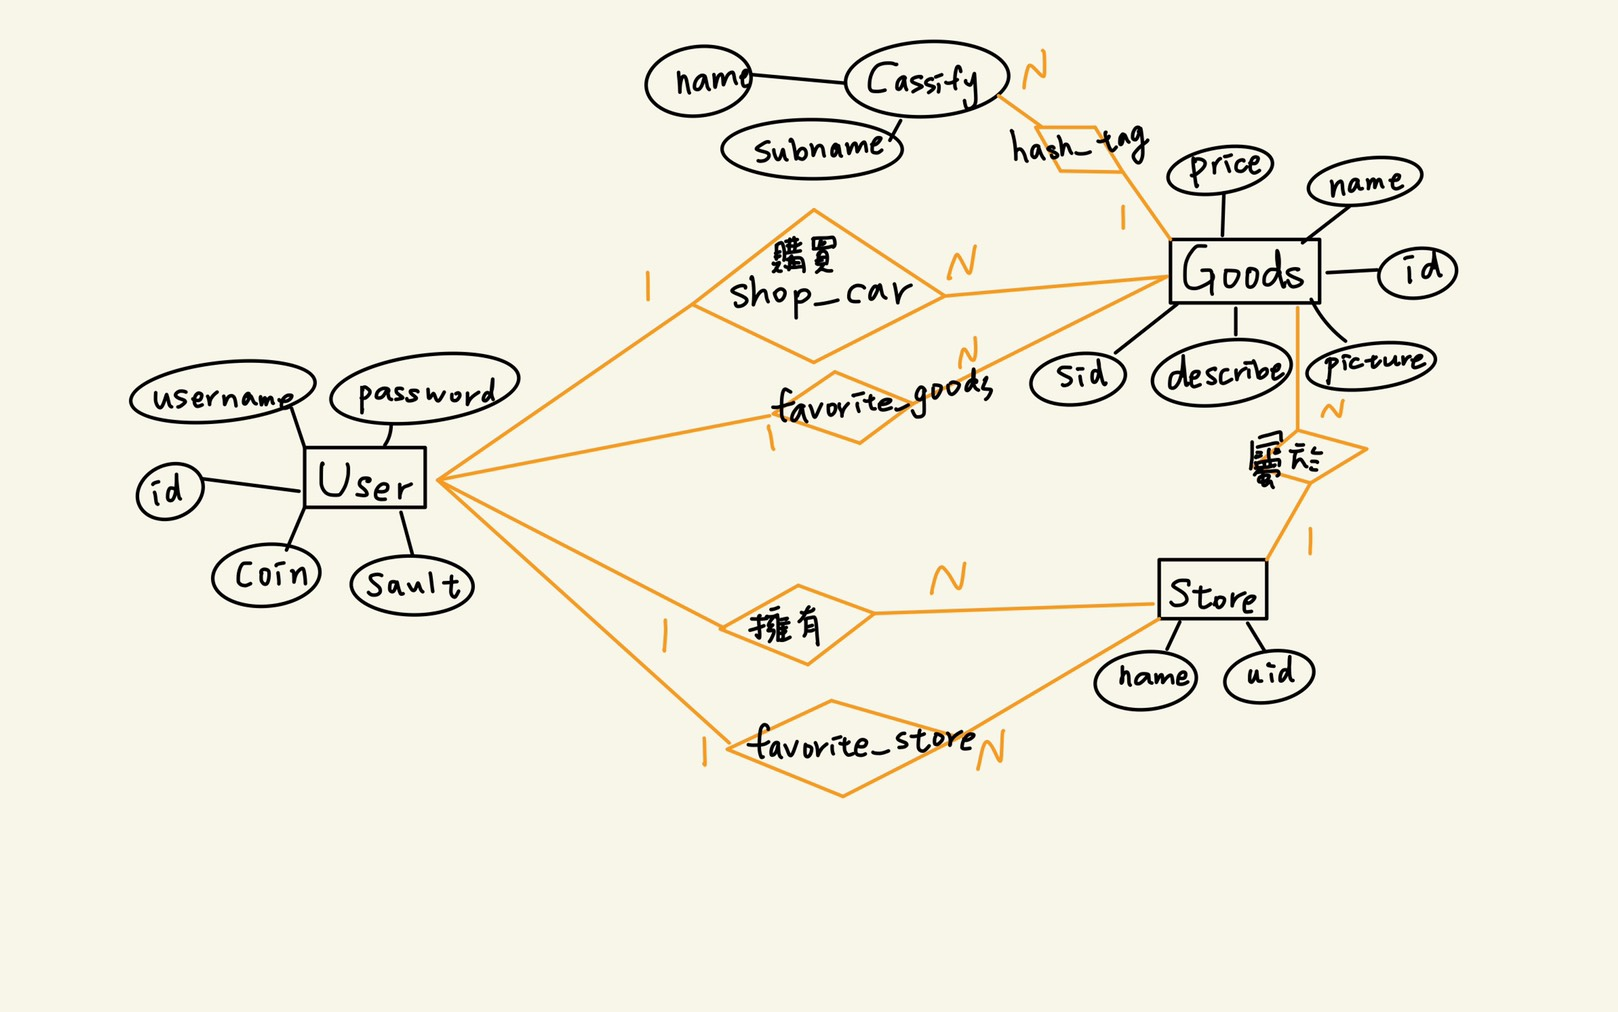 name
Cassify
N
Subname
hash_tag
1
price
name
Goods
id
sid
describe
picture
購買
shop_car
1
N
favorite_goods
1
N
username
password
User
id
Coin
Sault
N
屬於
1
Store
name
uid
擁有
1
N
favorite_store
1
N